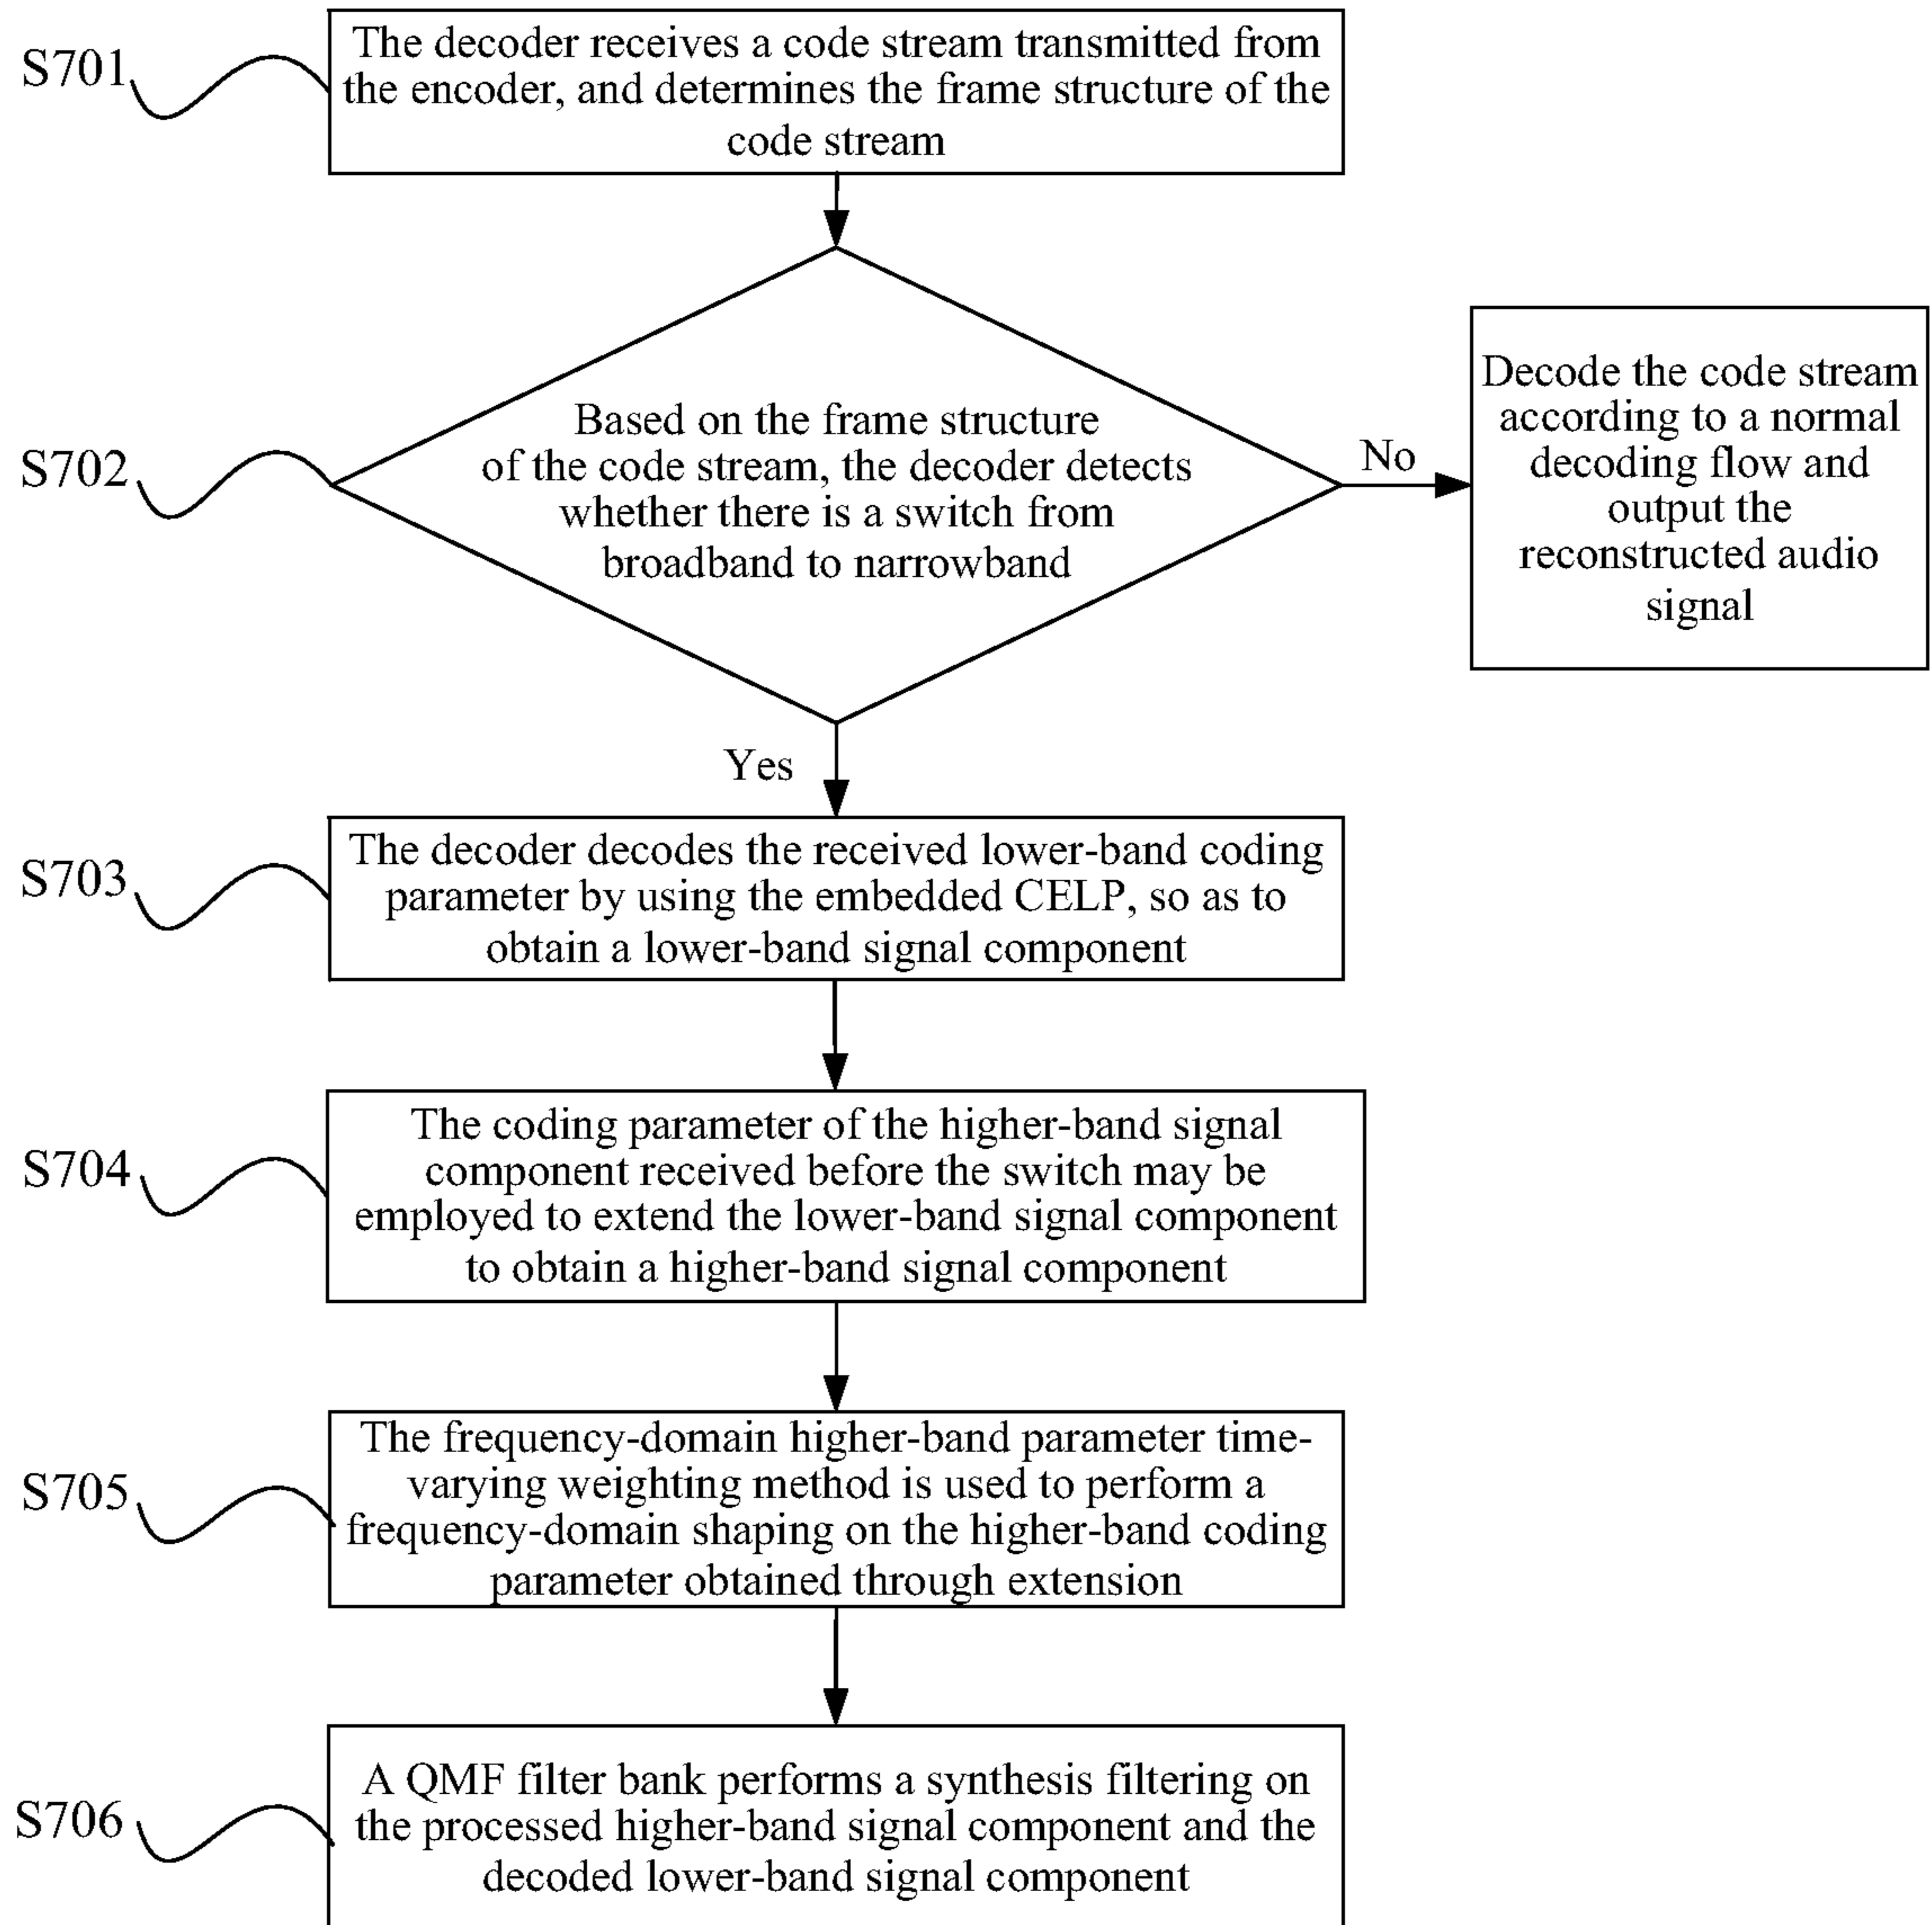 S701
The decoder receives a code stream transmitted from
the encoder, and determines the frame structure of the
code stream
S702
Based on the frame structure
of the code stream, the decoder detects
whether there is a switch from
broadband to narrowband
No
Decode the code stream
according to a normal
decoding flow and
output the
reconstructed audio
signal
Yes
S703
The decoder decodes the received lower-band coding
parameter by using the embedded CELP, so as to
obtain a lower-band signal component
S704
The coding parameter of the higher-band signal
component received before the switch may be
employed to extend the lower-band signal component
to obtain a higher-band signal component
S705
The frequency-domain higher-band parameter time-
varying weighting method is used to perform a
frequency-domain shaping on the higher-band coding
parameter obtained through extension
S706
A QMF filter bank performs a synthesis filtering on
the processed higher-band signal component and the
decoded lower-band signal component